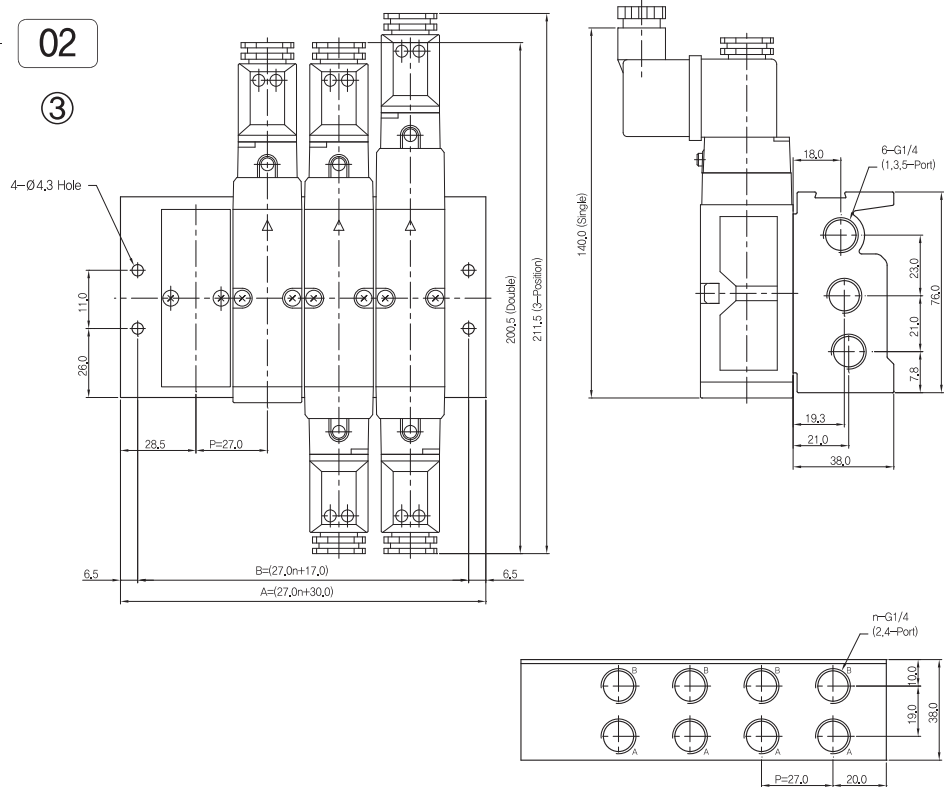 02
③
4-Ø4.3 Hole
11.0
26.0
28.5
P=27.0
6.5
B=(27.0n+17.0)
6.5
A=(27.0n+30.0)
200.5 (Double)
211.5 (3-Position)
140.0 (Single)
18.0
6-G1/4
(1,3,5-Port)
23.0
76.0
21.0
7.8
19.3
21.0
38.0
n-G1/4
(2,4-Port)
B
B
B
B
A
A
A
A
10.0
19.0
38.0
P=27.0
20.0